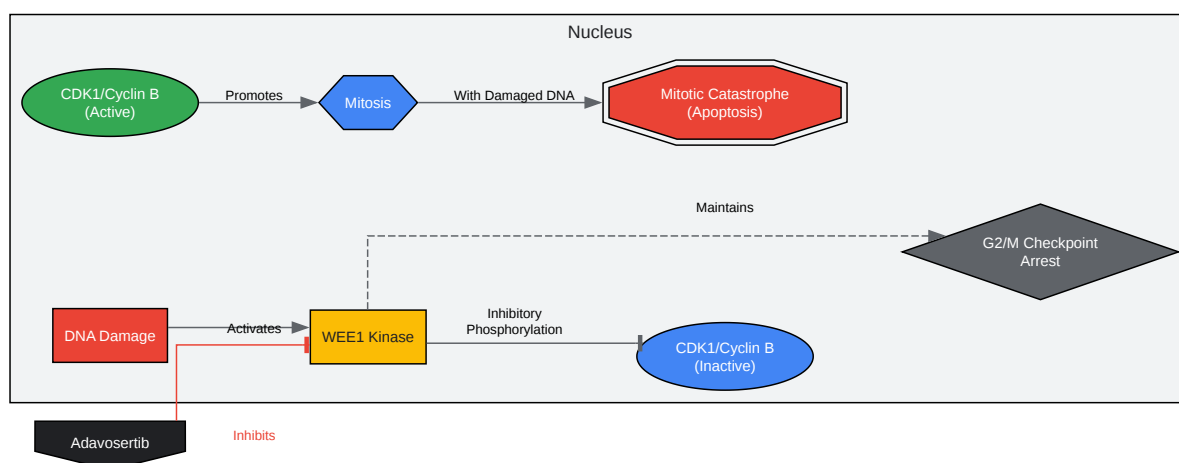 Nucleus
CDK1/Cyclin B
(Active)
Promotes
Mitosis
With Damaged DNA
Mitotic Catastrophe
(Apoptosis)
Maintains
G2/M Checkpoint
Arrest
DNA Damage
Activates
WEE1 Kinase
Inhibitory
Phosphorylation
CDK1/Cyclin B
(Inactive)
Adavosertib
Inhibits